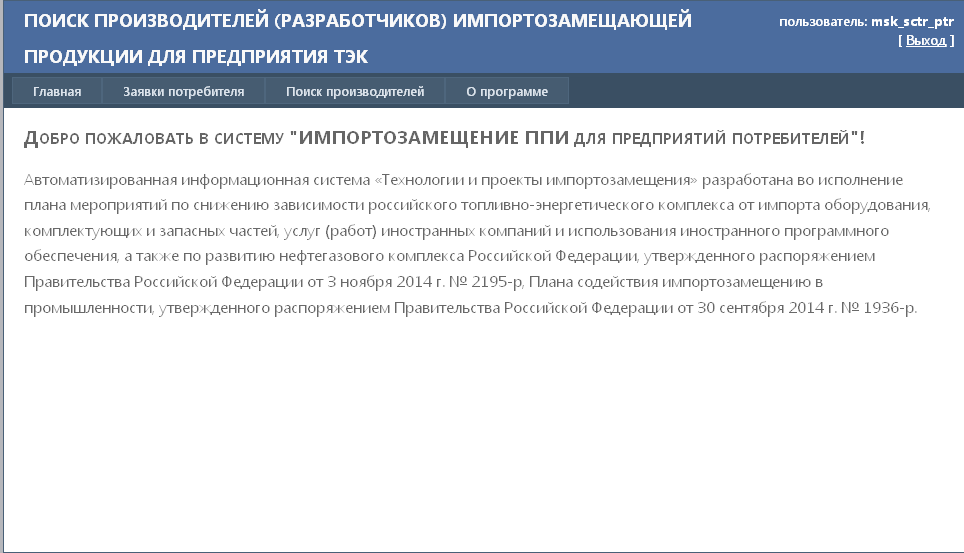 ПОИСК ПРОИЗВОДИТЕЛЕЙ (РАЗРАБОТЧИКОВ) ИМПОРТОЗАМЕЩАЮЩЕЙ
ПРОДУКЦИИ ДЛЯ ПРЕДПРИЯТИЯ ТЭК
пользователь: msk_sctr_ptr
[ Выход ]
Главная Заявки потребителя Поиск производителей О программе
Добро пожаловать в систему "ИМПОРТОЗАМЕЩЕНИЕ ППИ для предприятий потребителей"!
Автоматизированная информационная система «Технологии и проекты импортозамещения» разработана во исполнение
плана мероприятий по снижению зависимости российского топливно-энергетического комплекса от импорта оборудования,
комплектующих и запасных частей, услуг (работ) иностранных компаний и использования иностранного программного
обеспечения, а также по развитию нефтегазового комплекса Российской Федерации, утвержденного распоряжением
Правительства Российской Федерации от 3 ноября 2014 г. № 2195-р, Плана содействия импортозамещению в
промышленности, утвержденного распоряжением Правительства Российской Федерации от 30 сентября 2014 г. № 1936-р.